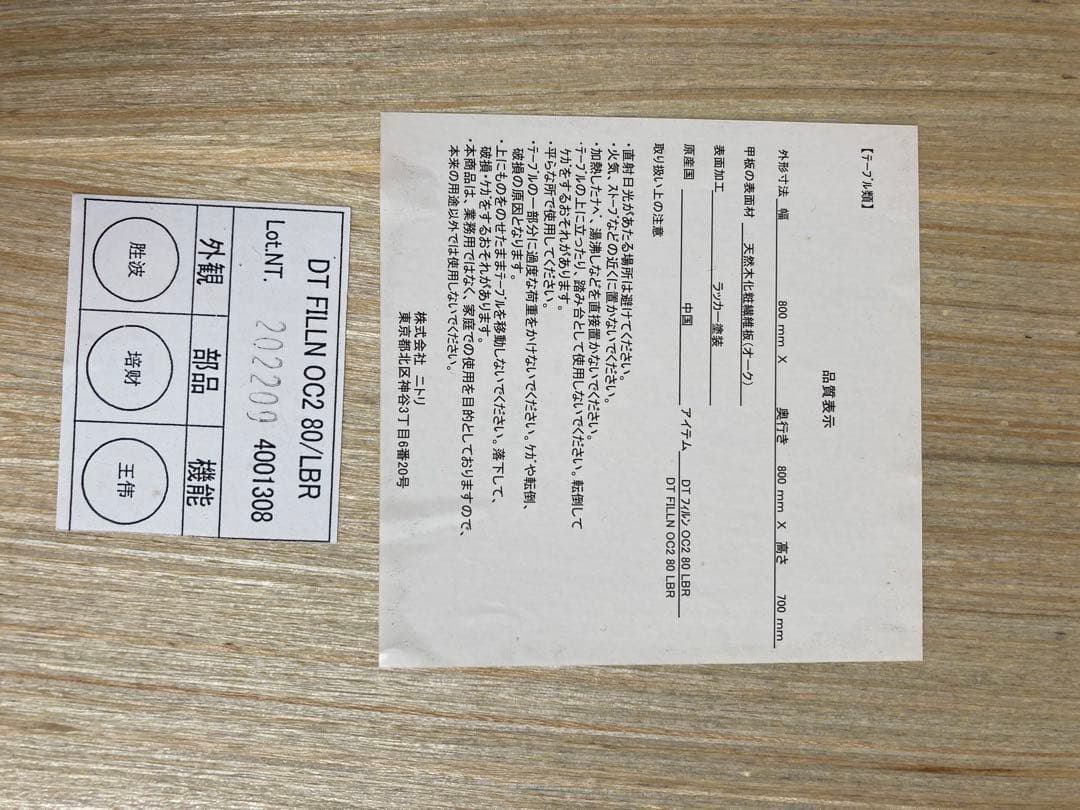 【ﾃｰﾌﾞﾙ類】
品質表示
外形寸法 幅 800 mm X 奥行き 800 mm X 高さ 700 mm
甲板の表面材 天然木化粧繊維板(オーク)
表面加工 ラッカー塗装
原産国 中国 アイテム DT フィルン OC2 80 LBR
DT FILLN OC2 80 LBR
取り扱い上の注意
・直射日光があたる場所は避けてください。
・火気、ｽﾄｰﾌﾞなどの近くに置かないでください。
・加熱したナベ、湯沸しなどを直接置かないでください。
・ﾃｰﾌﾞﾙの上に立ったり、踏み台として使用しないでください。転倒して
ｹｶﾞをするおそれがあります。
・平らな所で使用してください。
・ﾃｰﾌﾞﾙの一部分に過度な荷重をかけないでください。ｹｶﾞや転倒、
破損の原因となります。
・上にものをのせたままﾃｰﾌﾞﾙを移動しないでください。落下して、
破損・ｹｶﾞをするおそれがあります。
・本商品は、業務用ではなく、家庭での使用を目的としておりますので、
本来の用途以外では使用しないでください。
株式会社 ニトリ
東京都北区神谷3丁目6番20号
DT FILLN OC2 80/LBR
Lot.NT. 202209 4001308
外観 部品 機能
胜波 培财 王伟